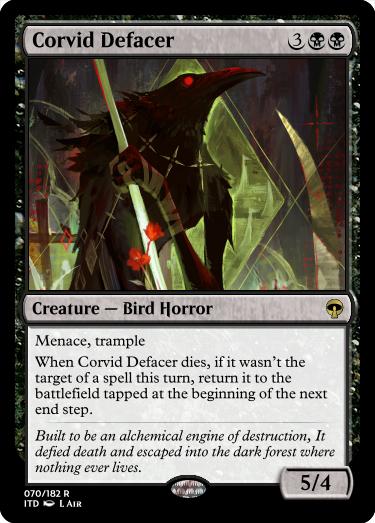 Corvid Defacer 3
Creature — Bird Horror
Menace, trample
When Corvid Defacer dies, if it wasn't the
target of a spell this turn, return it to the
battlefield tapped at the beginning of the next
end step.
Built to be an alchemical engine of destruction, It
defied death and escaped into the dark forest where
nothing ever lives.
5/4
070/182 R
ITD L Air